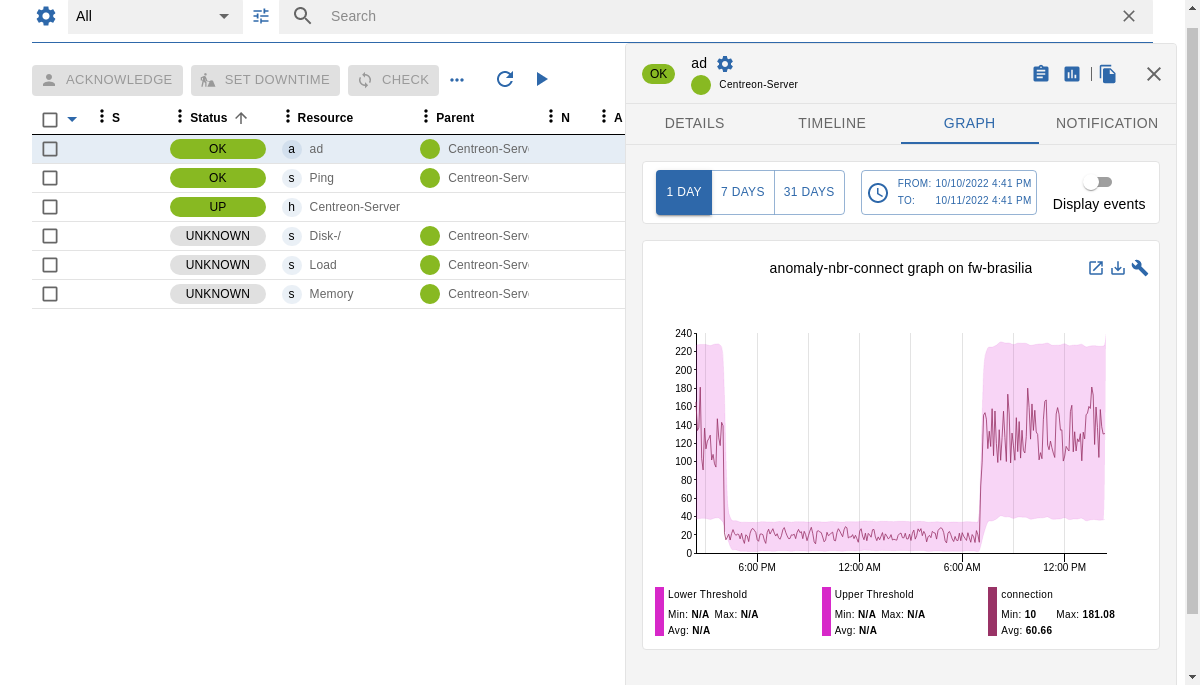 All
Search
ACKNOWLEDGE
SET DOWNTIME
CHECK
S
Status
Resource
Parent
N
A
OK
a
ad
Centreon-Serv
OK
s
Ping
Centreon-Serv
UP
h
Centreon-Server
UNKNOWN
s
Disk-/
Centreon-Serv
UNKNOWN
s
Load
Centreon-Serv
UNKNOWN
s
Memory
Centreon-Serv
OK
ad
Centreon-Server
DETAILS
TIMELINE
GRAPH
NOTIFICATION
1 DAY
7 DAYS
31 DAYS
FROM: 10/10/2022 4:41 PM
TO: 10/11/2022 4:41 PM
Display events
anomaly-nbr-connect graph on fw-brasilia
240
220
200
180
160
140
120
100
80
60
40
20
0
6:00 PM
12:00 AM
6:00 AM
12:00 PM
Lower Threshold
Min: N/A Max: N/A
Avg: N/A
Upper Threshold
Min: N/A Max: N/A
Avg: N/A
connection
Min: 10 Max: 181.08
Avg: 60.66